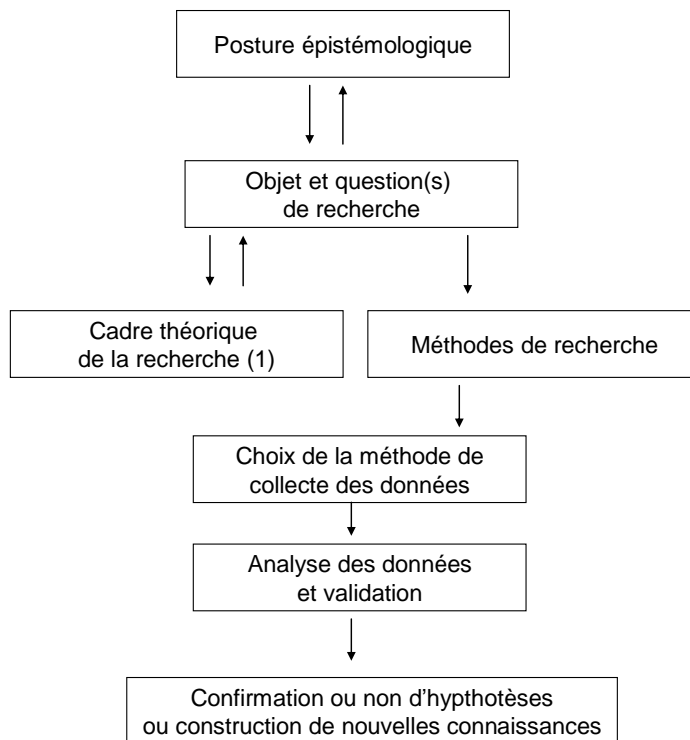 Posture épistémologique
Objet et question(s)
de recherche
Cadre théorique
de la recherche (1)
Méthodes de recherche
Choix de la méthode de
collecte des données
Analyse des données
et validation
Confirmation ou non d’hypthotèses
ou construction de nouvelles connaissances